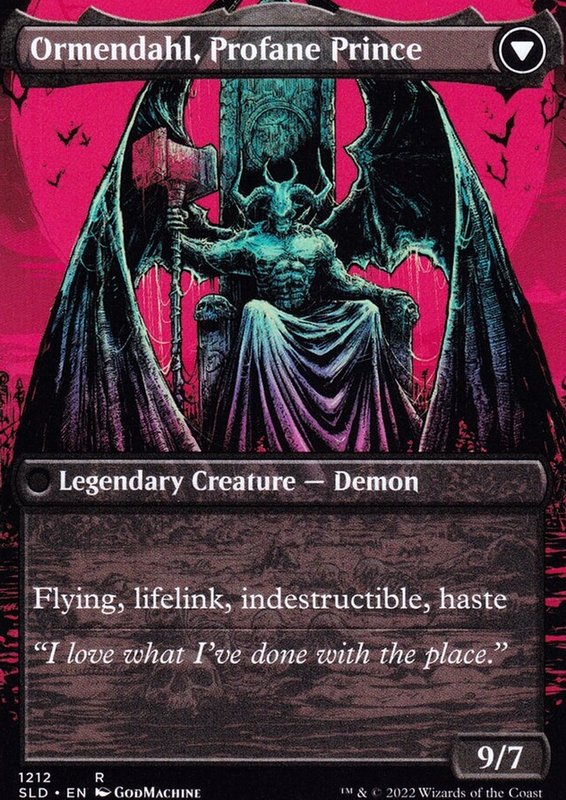 Ormendahl, Profane Prince
Legendary Creature — Demon
Flying, lifelink, indestructible, haste
“I love what I’ve done with the place.”
9/7
1212 R
SLD • EN GODMACHINE
™ & © 2022 Wizards of the Coast